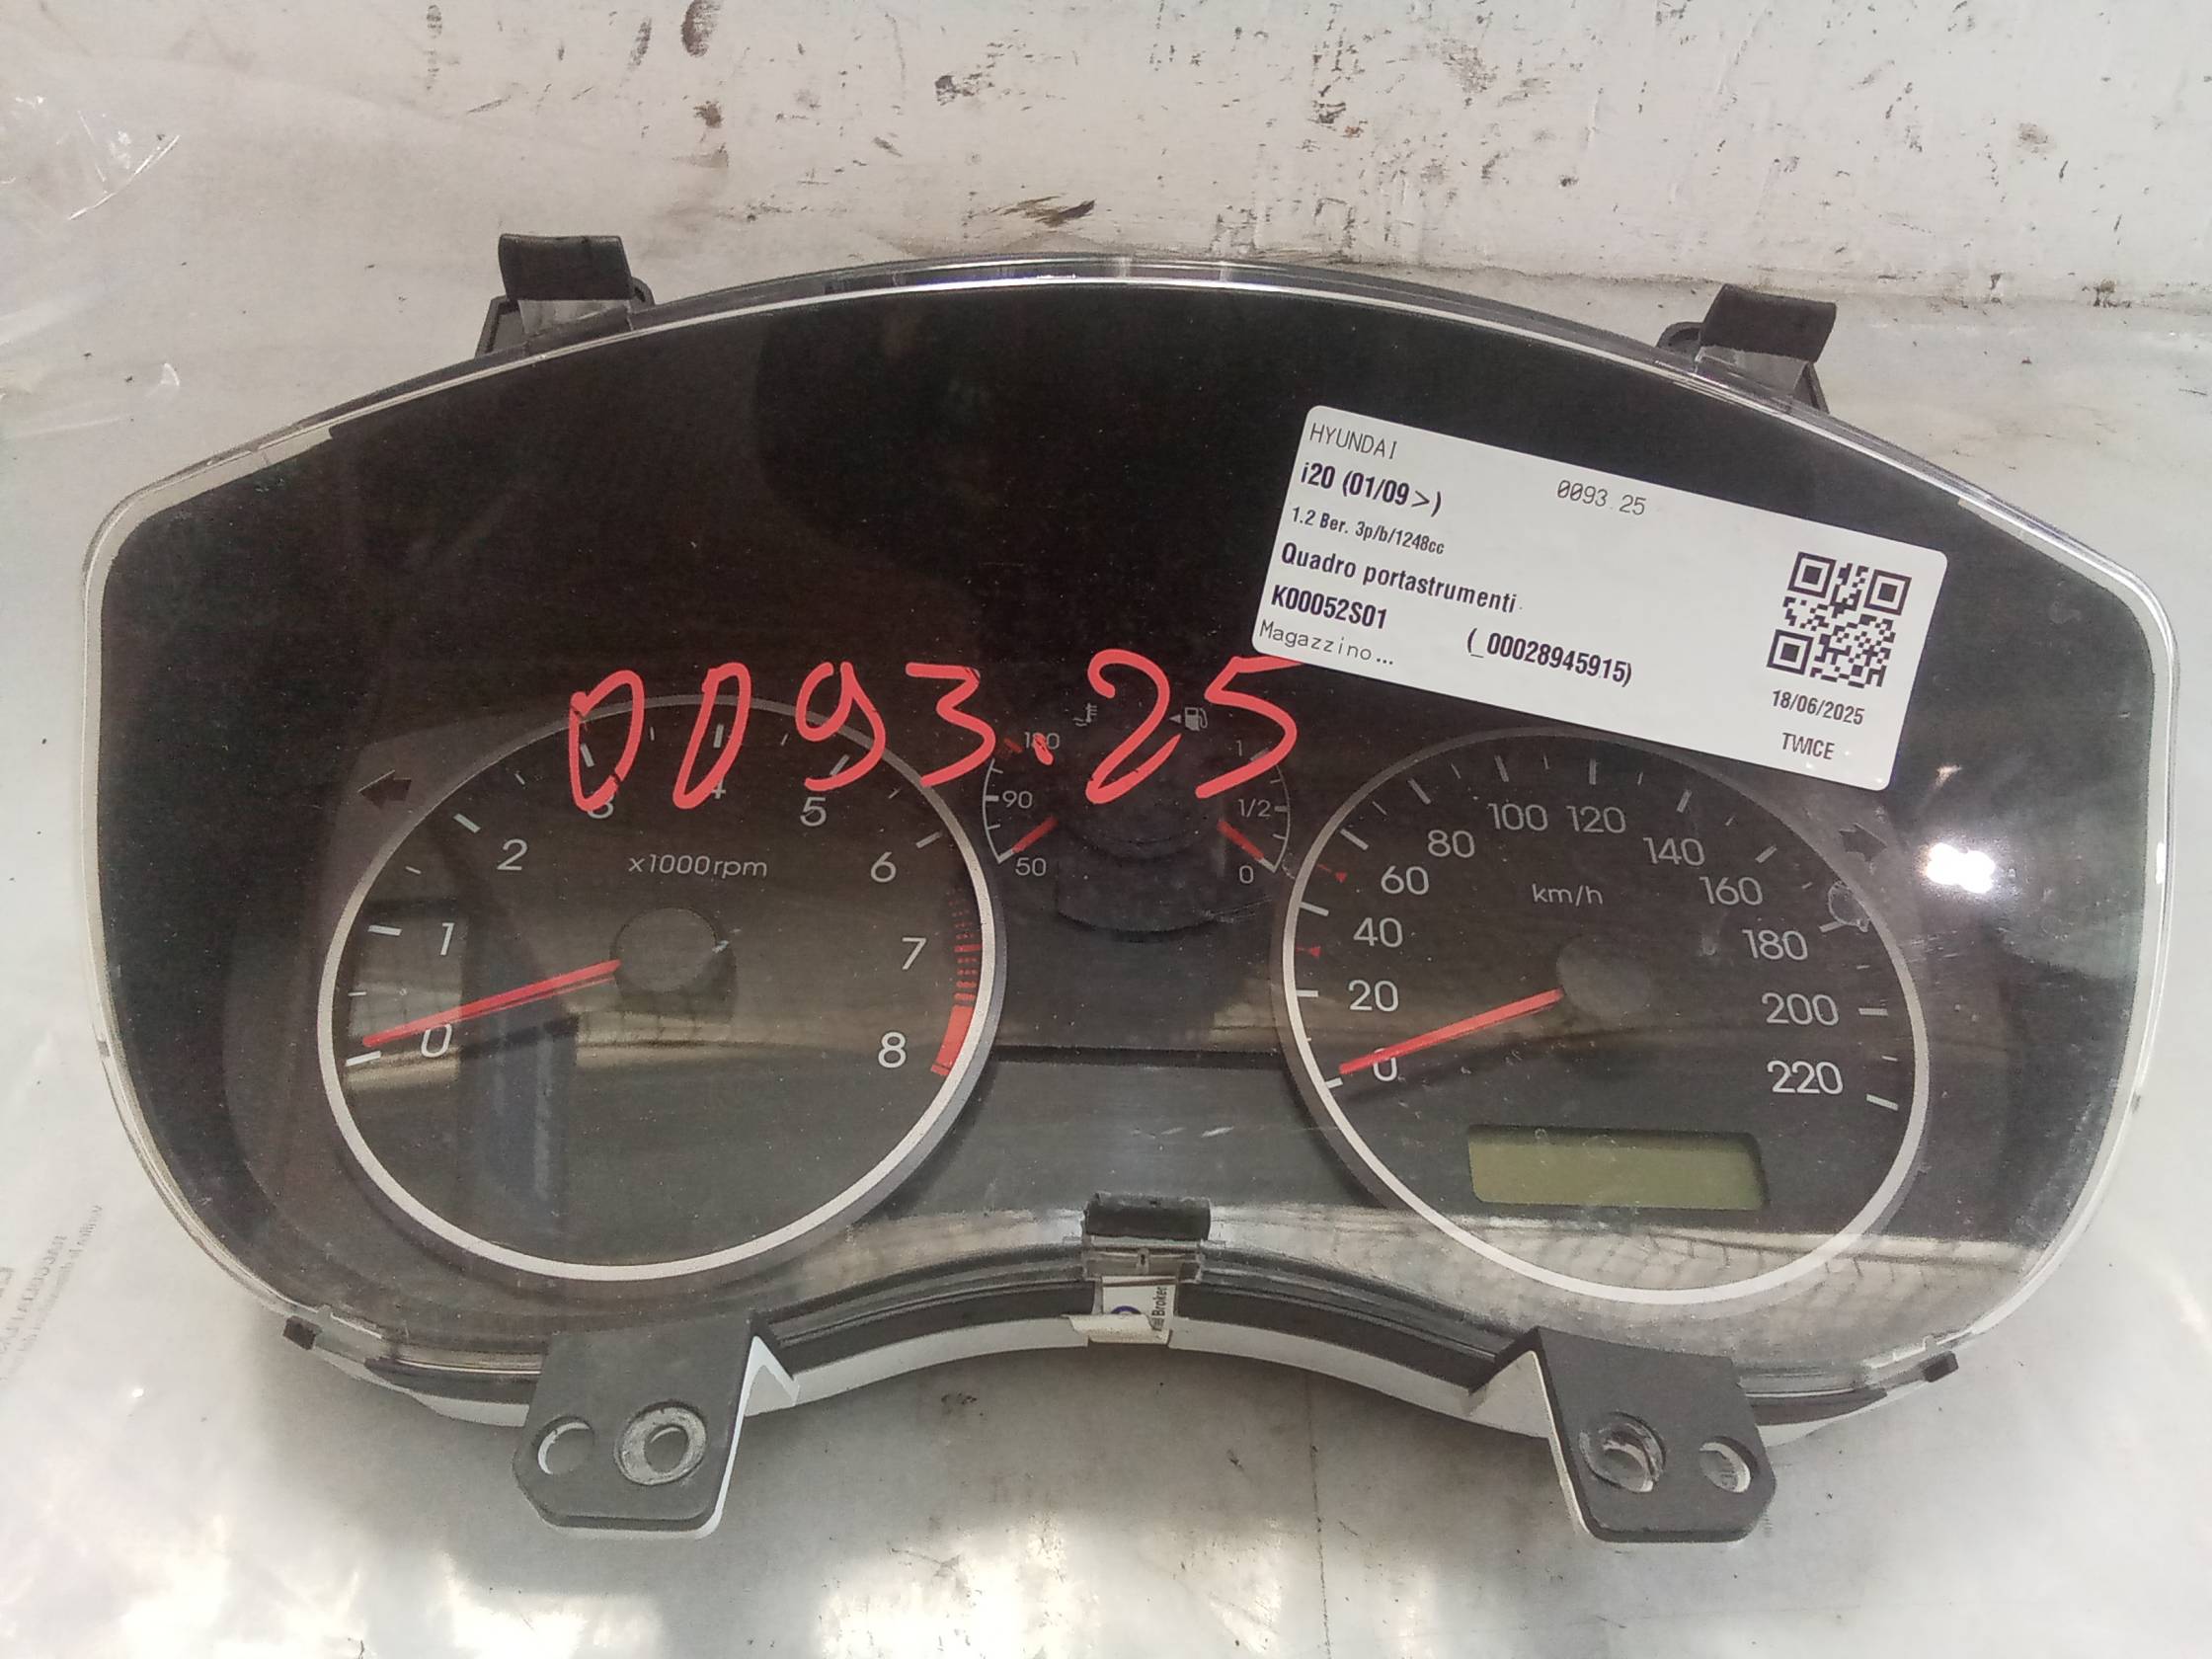 HYUNDAI
i20 (01/09>) 0093.25
1.2 Ber. 3p/b/1248cc
Quadro portastrumenti
K00052S01 (_00028945915)
Magazzino...
18/06/2025
TWICE
0093.25
0 1 2 3 4 5 6 7 8
x1000rpm
130 90 50
1 1/2 0
0 20 40 60 80 100 120 140 160 180 200 220
km/h
Broker